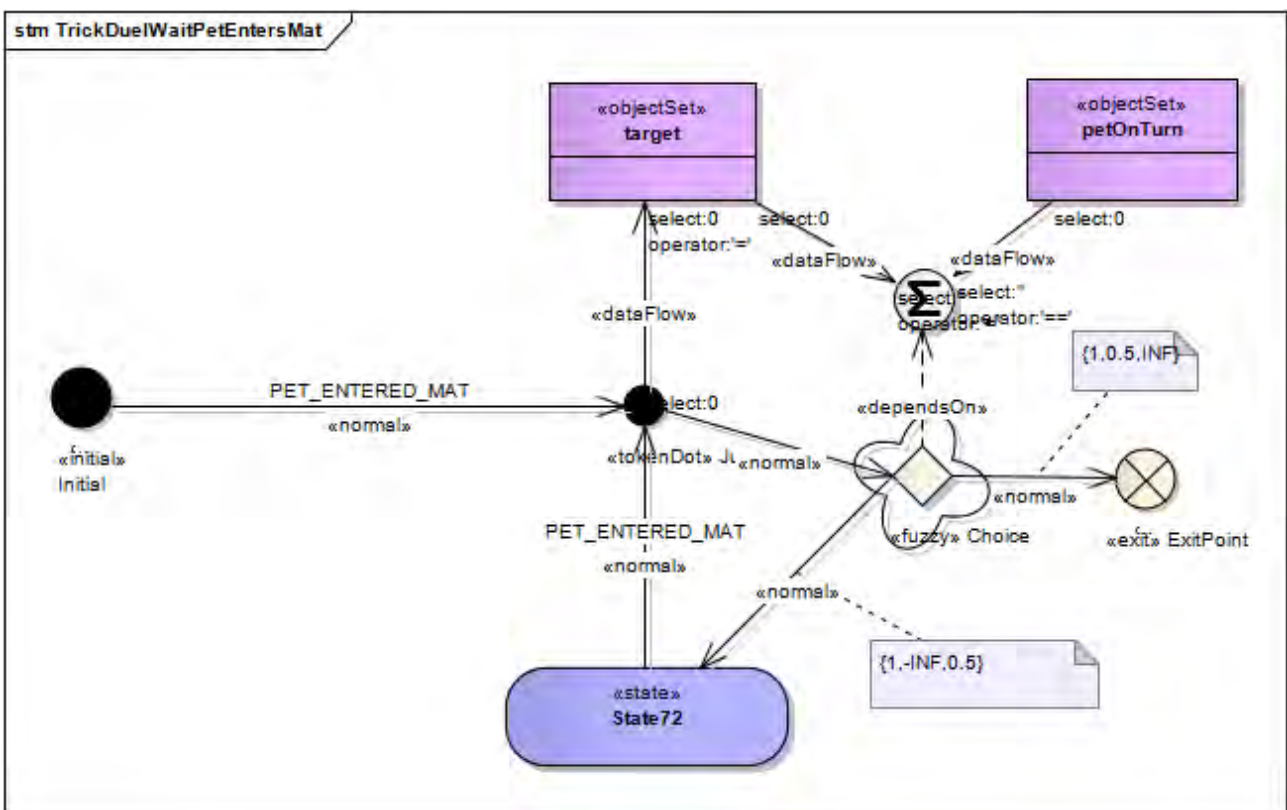 stm TrickDuelWaitPetEntersMat
«objectSet»
target
«objectSet»
petOnTurn
select:0
operator:'='
select:0
select:0
«dataFlow»
«dataFlow»
select:''
operator:'=='
select
«dataFlow»
{1,0.5,INF}
PET_ENTERED_MAT
«normal»
elect:0
«dependsOn»
«initial»
Initial
«tokenDot»
«normal»
«normal»
«fuzzy» Choice
«exit» ExitPoint
PET_ENTERED_MAT
«normal»
«normal»
{1,-INF,0.5}
«state»
State72